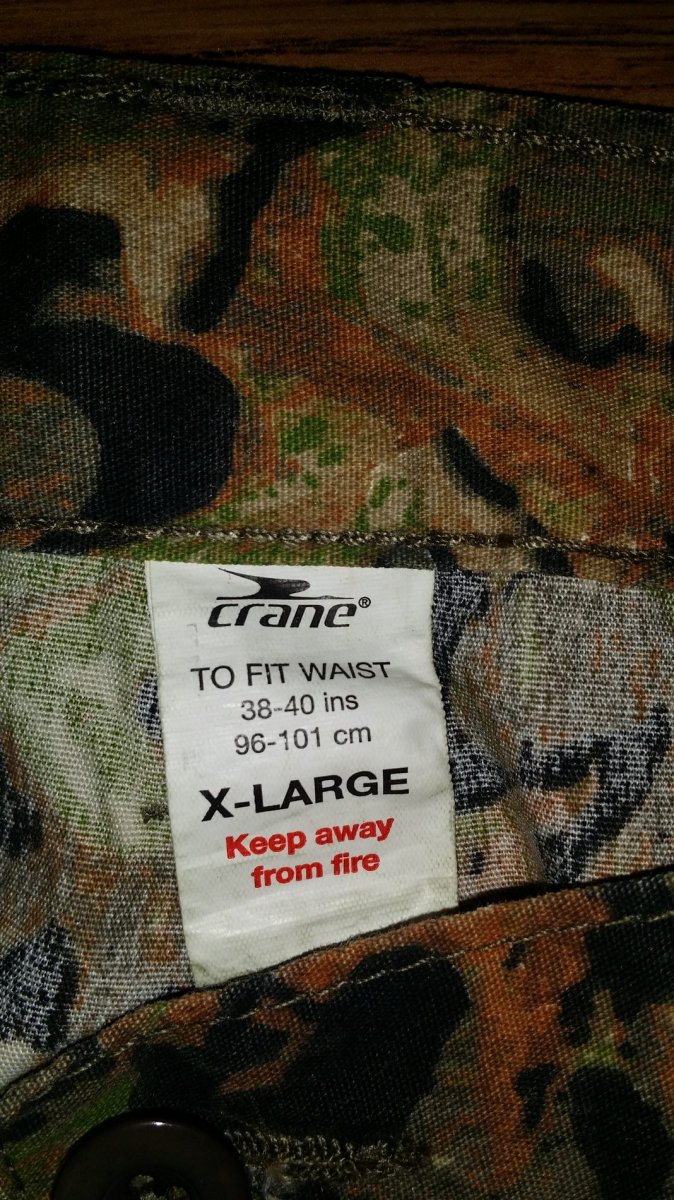 crane®
TO FIT WAIST
38-40 ins
96-101 cm
X-LARGE
Keep away
from fire